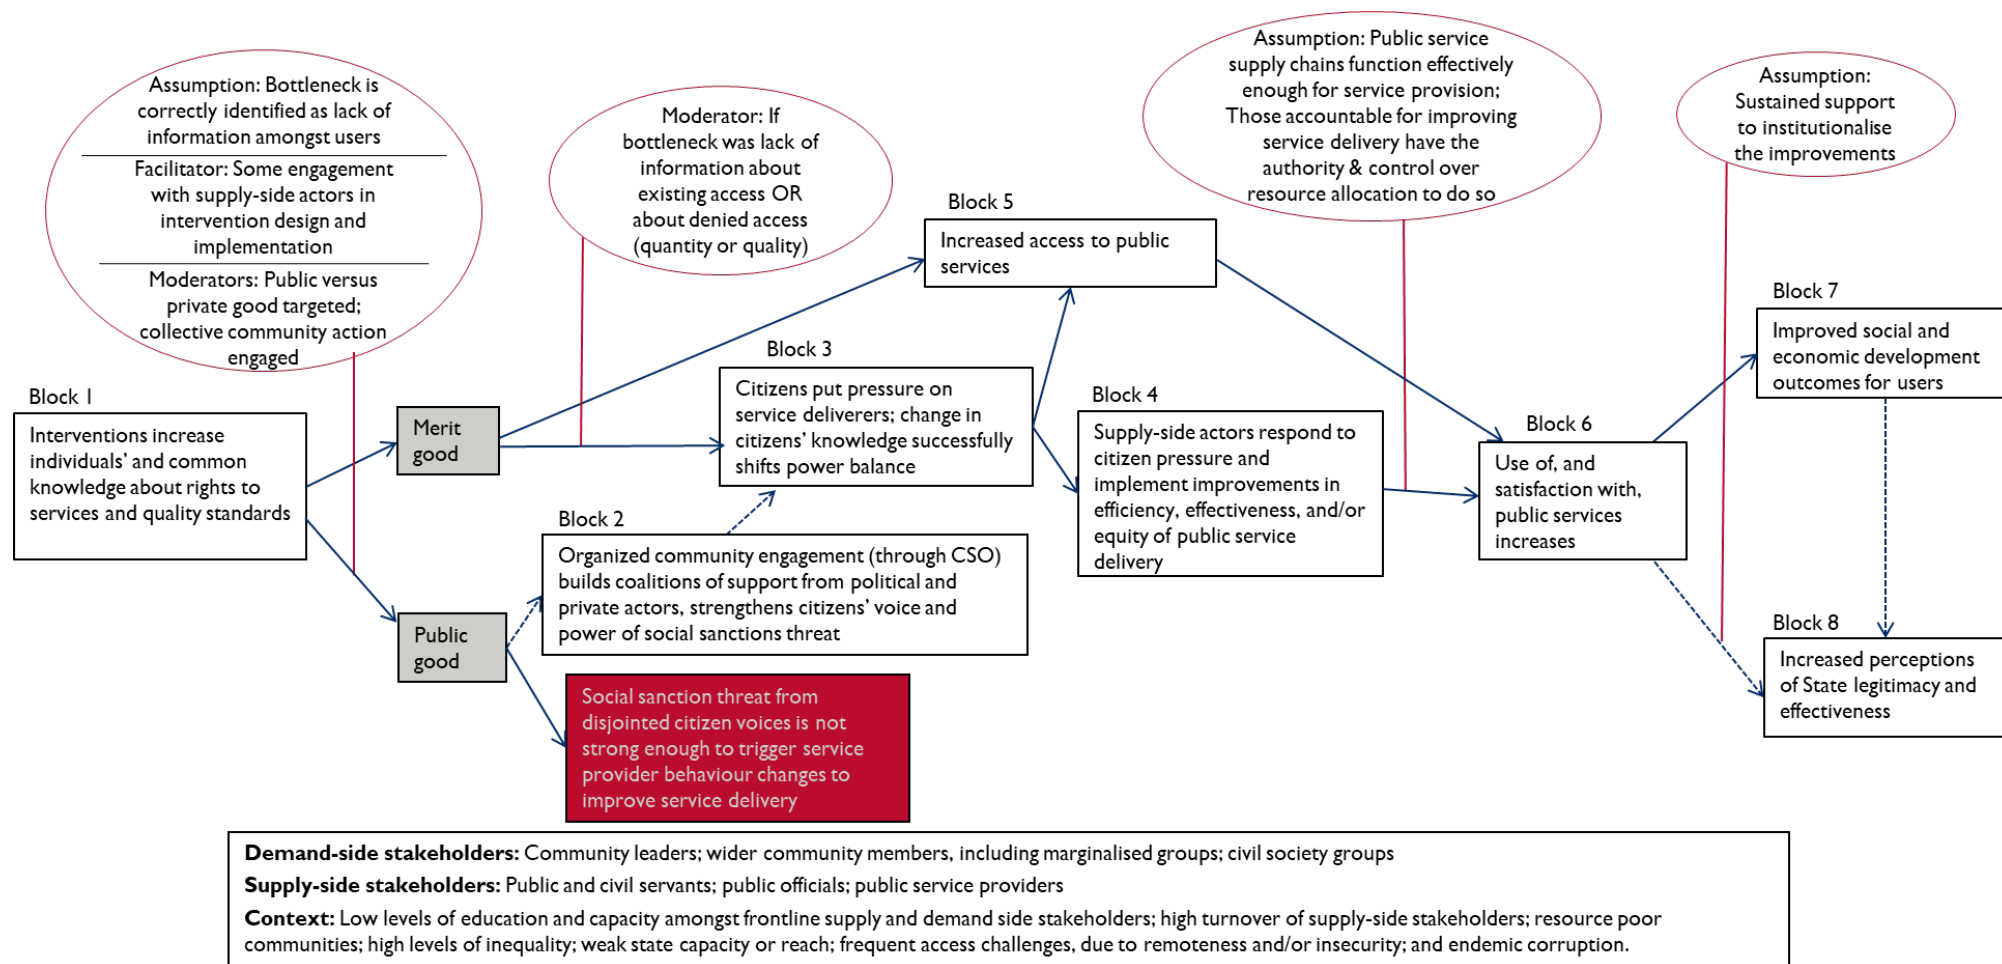 Assumption: Bottleneck is
correctly identified as lack of
information amongst users
Facilitator: Some engagement
with supply-side actors in
intervention design and
implementation
Moderators: Public versus
private good targeted;
collective community action
engaged
Moderator: If
bottleneck was lack of
information about
existing access OR
about denied access
(quantity or quality)
Assumption: Public service
supply chains function effectively
enough for service provision;
Those accountable for improving
service delivery have the
authority & control over
resource allocation to do so
Assumption:
Sustained support
to institutionalise
the improvements
Block 1
Interventions increase
individuals’ and common
knowledge about rights to
services and quality standards
Merit
good
Public
good
Block 2
Organized community engagement (through CSO)
builds coalitions of support from political and
private actors, strengthens citizens’ voice and
power of social sanctions threat
Social sanction threat from
disjointed citizen voices is not
strong enough to trigger service
provider behaviour changes to
improve service delivery
Block 3
Citizens put pressure on
service deliverers; change in
citizens’ knowledge successfully
shifts power balance
Block 4
Supply-side actors respond to
citizen pressure and
implement improvements in
efficiency, effectiveness, and/or
equity of public service
delivery
Block 5
Increased access to public
services
Block 6
Use of, and
satisfaction with,
public services
increases
Block 7
Improved social and
economic development
outcomes for users
Block 8
Increased perceptions
of State legitimacy and
effectiveness
Demand-side stakeholders: Community leaders; wider community members, including marginalised groups; civil society groups
Supply-side stakeholders: Public and civil servants; public officials; public service providers
Context: Low levels of education and capacity amongst frontline supply and demand side stakeholders; high turnover of supply-side stakeholders; resource poor
communities; high levels of inequality; weak state capacity or reach; frequent access challenges, due to remoteness and/or insecurity; and endemic corruption.